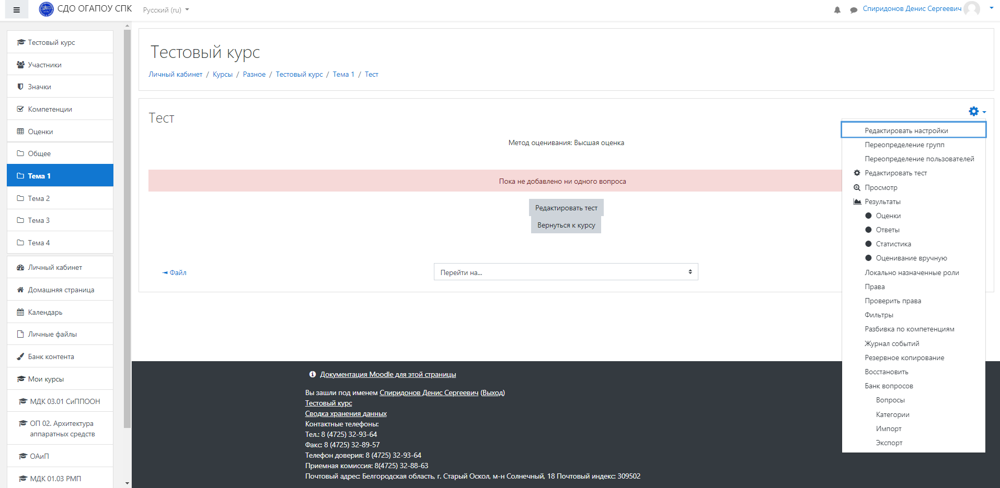 СДО ОГАПОУ СПК
Русский (ru)
Спиридонов Денис Сергеевич
Тестовый курс
Участники
Значки
Компетенции
Оценки
Общее
Тема 1
Тема 2
Тема 3
Тема 4
Личный кабинет
Домашняя страница
Календарь
Личные файлы
Банк контента
Мои курсы
МДК 03.01 СиППООН
ОП 02. Архитектура
аппаратных средств
ОАиП
МДК 01.03 РМП
Тестовый курс
Личный кабинет / Курсы / Разное / Тестовый курс / Тема 1 / Тест
Тест
Метод оценивания: Высшая оценка
Пока не добавлено ни одного вопроса
Редактировать тест
Вернуться к курсу
◄ Файл
Перейти на...
Редактировать настройки
Переопределение групп
Переопределение пользователей
Редактировать тест
Просмотр
Результаты
Оценки
Ответы
Статистика
Оценивание вручную
Локально назначенные роли
Права
Проверить права
Фильтры
Разбивка по компетенциям
Журнал событий
Резервное копирование
Восстановить
Банк вопросов
Вопросы
Категории
Импорт
Экспорт
Документация Moodle для этой страницы
Вы зашли под именем Спиридонов Денис Сергеевич (Выход)
Тестовый курс
Сводка хранения данных
Контактные телефоны:
Тел.: 8 (4725) 32-93-64
Факс: 8 (4725) 32-89-57
Телефон доверия: 8 (4725) 32-93-64
Приемная комиссия: 8(4725) 32-88-63
Почтовый адрес: Белгородская область, г. Старый Оскол, м-н Солнечный, 18 Почтовый индекс: 309502